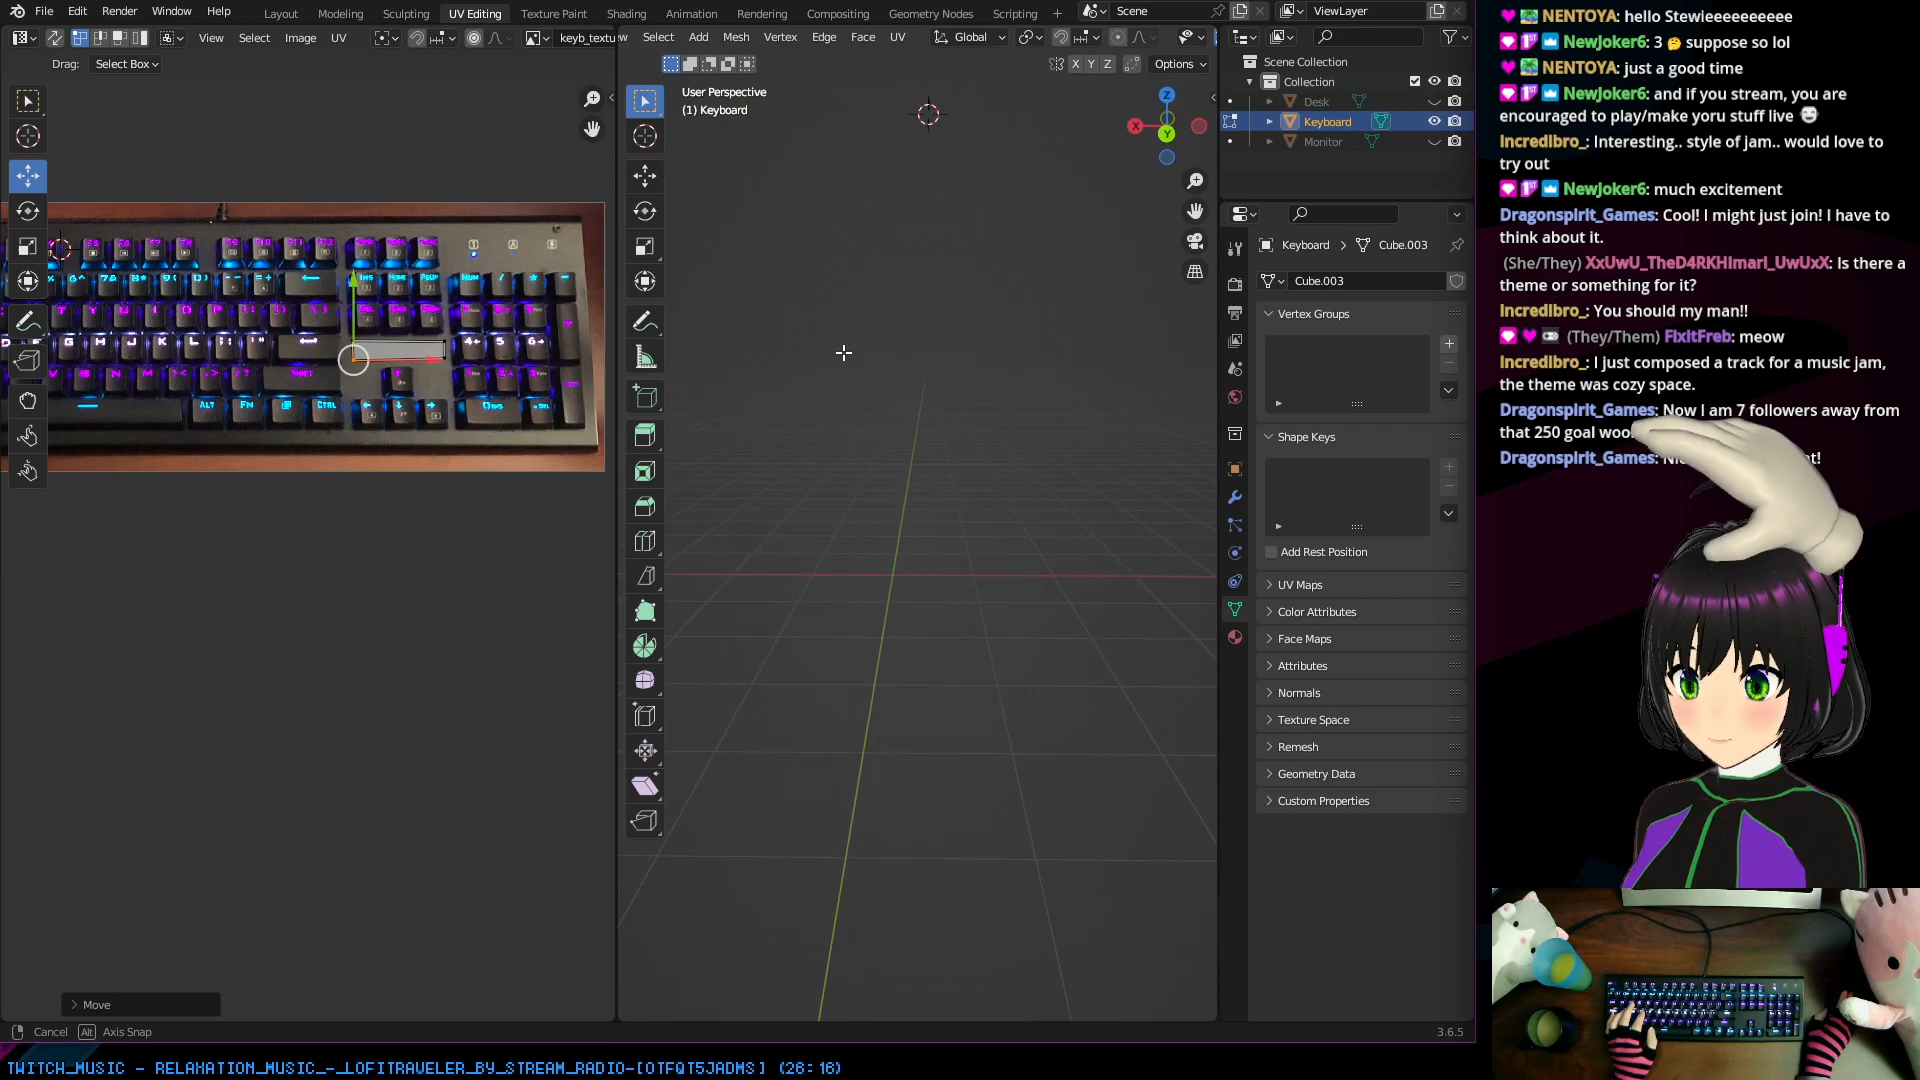 File Edit Render Window Help
Layout Modeling Sculpting UV Editing Texture Paint Shading Animation Rendering Compositing Geometry Nodes Scripting
Scene
ViewLayer
View Select Image UV
keyb_textu
Select Add Mesh Vertex Edge Face UV
Global
Drag: Select Box
X Y Z Options
User Perspective
(1) Keyboard
Scene Collection
Collection
Desk
Keyboard
Monitor
Keyboard Cube.003
Cube.003
Vertex Groups
Shape Keys
Add Rest Position
UV Maps
Color Attributes
Face Maps
Attributes
Normals
Texture Space
Remesh
Geometry Data
Custom Properties
Move
Cancel Alt Axis Snap
3.6.5
NENTOYA: hello Stewieeeeeeeeee
NewJoker6: 3 🤔 suppose so lol
NENTOYA: just a good time
NewJoker6: and if you stream, you are
encouraged to play/make yoru stuff live
IncredIbro_: Interesting.. style of jam.. would love to
try out
NewJoker6: much excitement
DragonspIrIt_Games: Cool! I might just join! I have to
think about it.
(She/They) XxUwU_TheD4RKHImarI_UwUxX: Is there a
theme or something for it?
IncredIbro_: You should my man!!
(They/Them) FIxItFreb: meow
IncredIbro_: I just composed a track for a music jam,
the theme was cozy space.
DragonspIrIt_Games: Now I am 7 followers away from
that 250 goal woo
DragonspIrIt_Games:
TWITCH_MUSIC - RELAXATION_MUSIC_-_LOFITRAVELER_BY_STREAM_RADIO-[OTFQT5JADMS] (26:16)